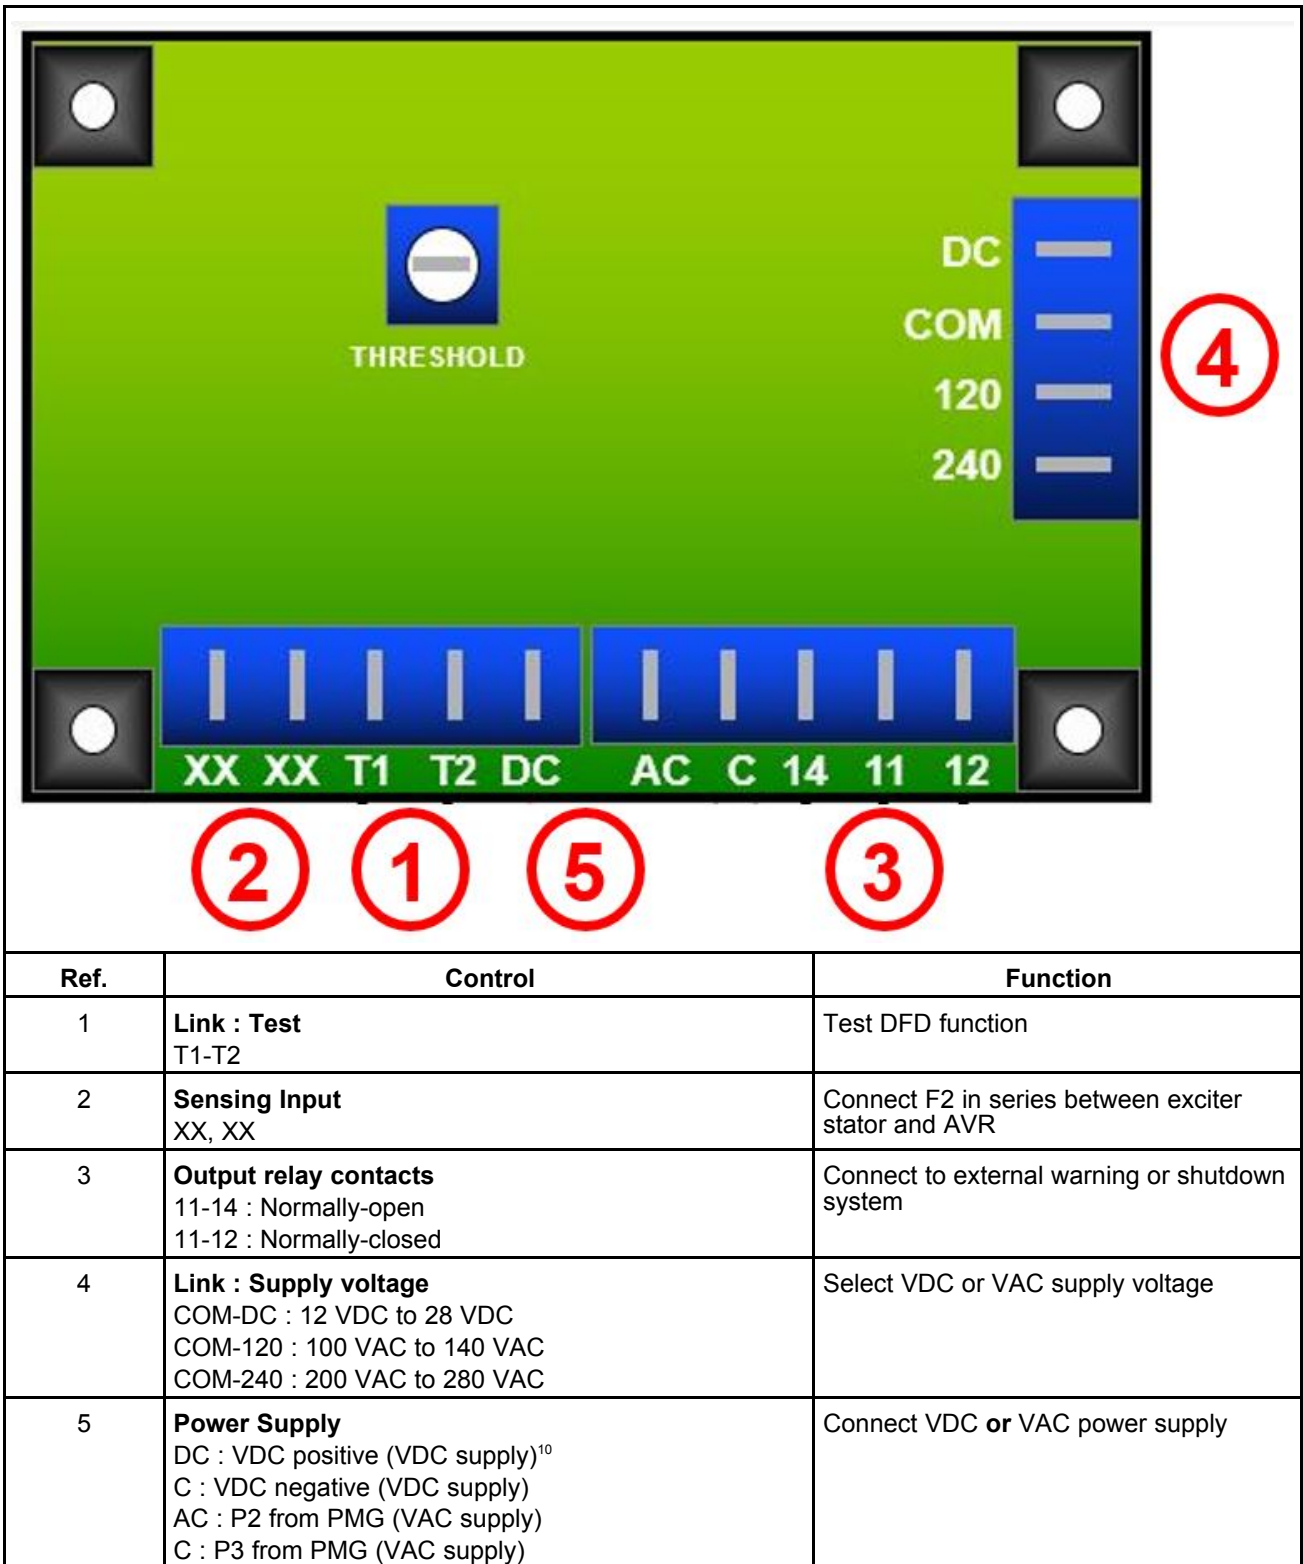 DC
COM
THRESHOLD
120
240
4
XX XX T1 T2 DC AC C 14 11 12
2 1 5 3
Ref. Control Function
1 Link : Test Test DFD function
T1-T2
2 Sensing Input Connect F2 in series between exciter
XX, XX stator and AVR
3 Output relay contacts Connect to external warning or shutdown
11-14 : Normally-open system
11-12 : Normally-closed
4 Link : Supply voltage Select VDC or VAC supply voltage
COM-DC : 12 VDC to 28 VDC
COM-120 : 100 VAC to 140 VAC
COM-240 : 200 VAC to 280 VAC
5 Power Supply Connect VDC or VAC power supply
DC : VDC positive (VDC supply)¹⁰
C : VDC negative (VDC supply)
AC : P2 from PMG (VAC supply)
C : P3 from PMG (VAC supply)